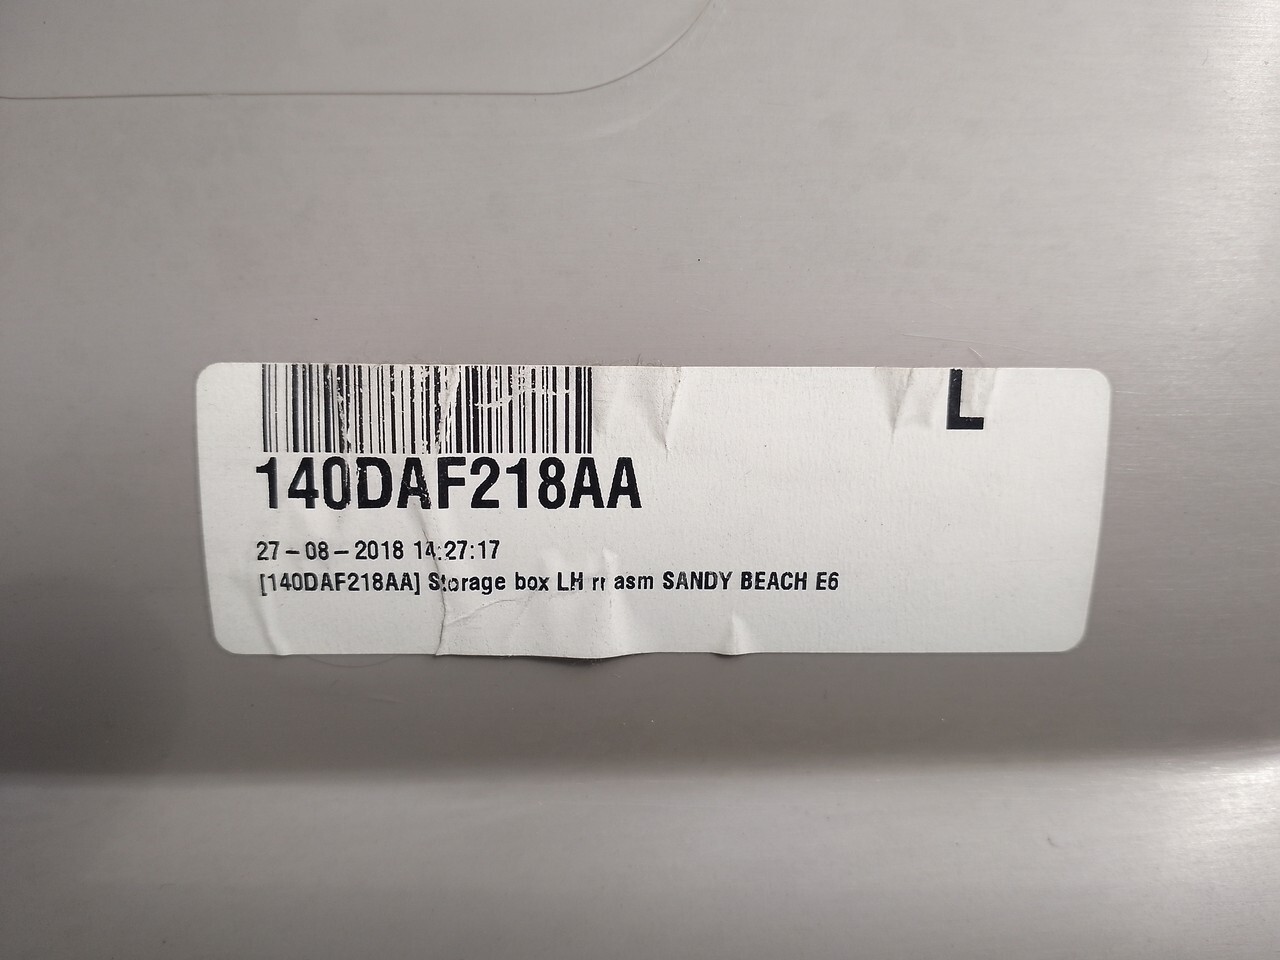 L
140DAF218AA
27-08-2018 14:27:17
[140DAF218AA] Storage box LH rr asm SANDY BEACH E6